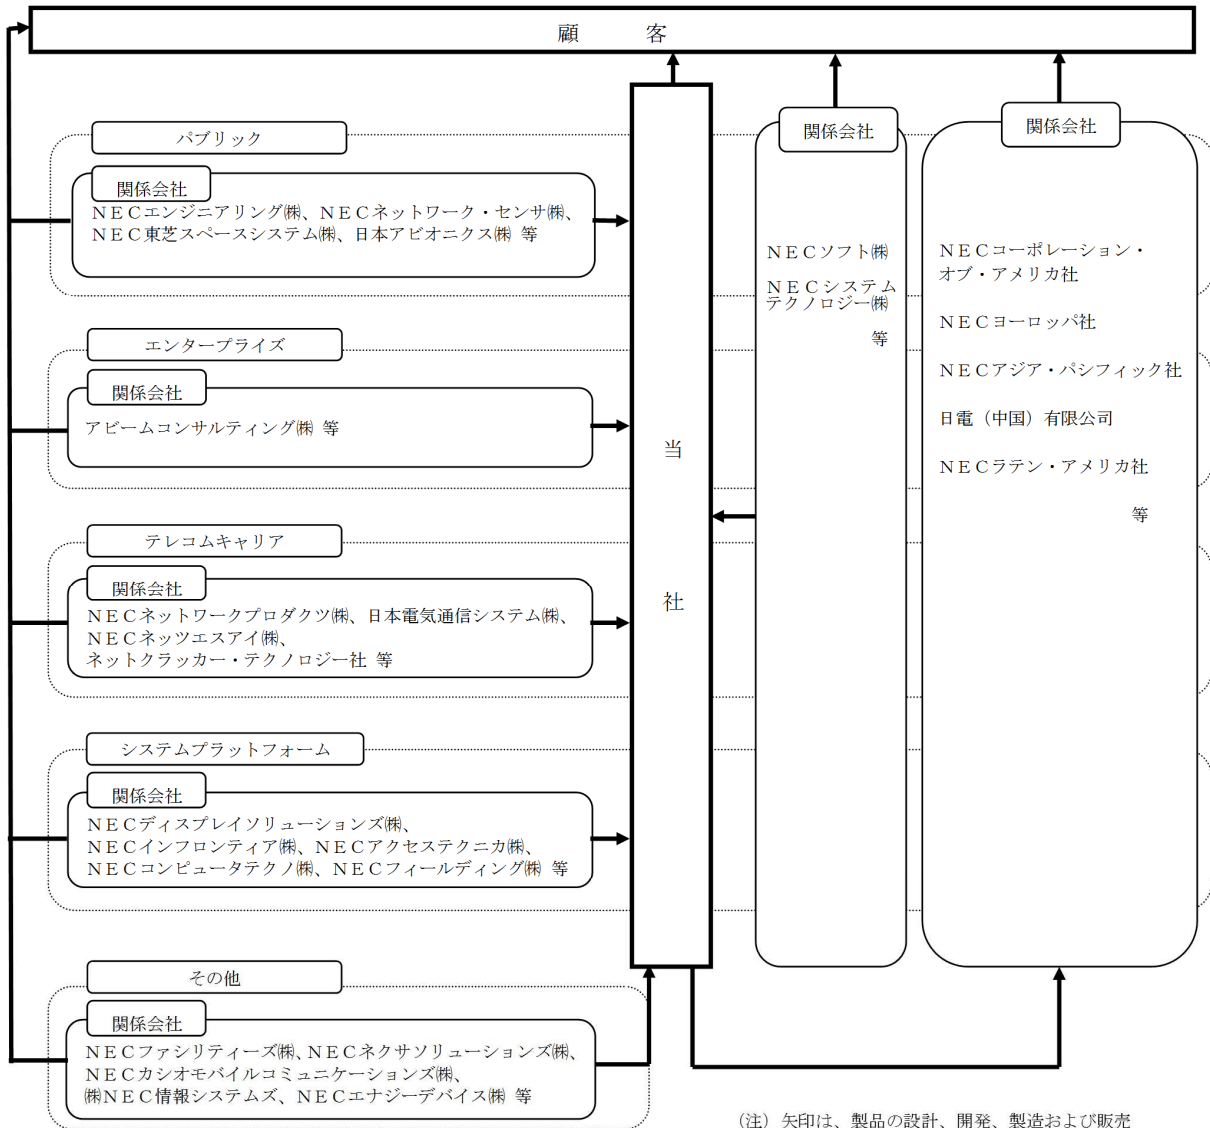 顧 客
パブリック
関係会社
ＮＥＣエンジニアリング㈱、ＮＥＣネットワーク・センサ㈱、
ＮＥＣ東芝スペースシステム㈱、日本アビオニクス㈱ 等
エンタープライズ
関係会社
アビームコンサルティング㈱ 等
テレコムキャリア
関係会社
ＮＥＣネットワークプロダクツ㈱、日本電気通信システム㈱、
ＮＥＣネッツエスアイ㈱、
ネットクラッカー・テクノロジー社 等
システムプラットフォーム
関係会社
ＮＥＣディスプレイソリューションズ㈱、
ＮＥＣインフロンティア㈱、ＮＥＣアクセステクニカ㈱、
ＮＥＣコンピュータテクノ㈱、ＮＥＣフィールディング㈱ 等
その他
関係会社
ＮＥＣファシリティーズ㈱、ＮＥＣネクサソリューションズ㈱、
ＮＥＣカシオモバイルコミュニケーションズ㈱、
㈱ＮＥＣ情報システムズ、ＮＥＣエナジーデバイス㈱ 等
当
社
関係会社
ＮＥＣソフト㈱
ＮＥＣシステム
テクノロジー㈱
等
関係会社
ＮＥＣコーポレーション・
オブ・アメリカ社
ＮＥＣヨーロッパ社
ＮＥＣアジア・パシフィック社
日電（中国）有限公司
ＮＥＣラテン・アメリカ社
等
（注）矢印は、製品の設計、開発、製造および販売